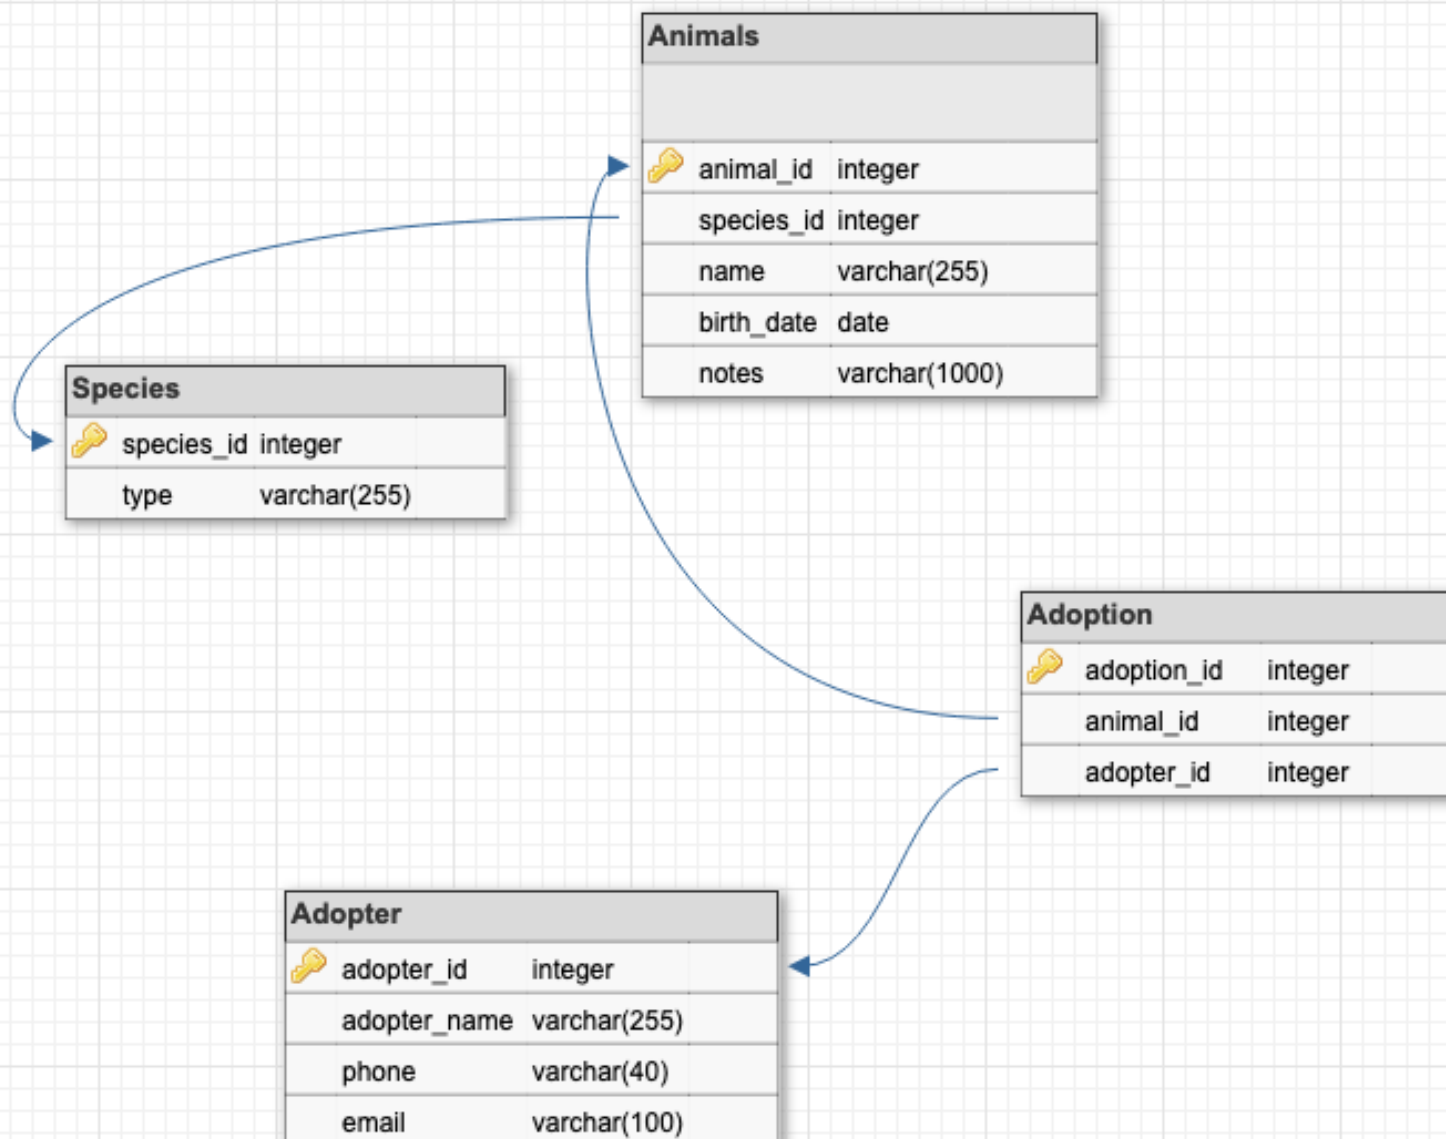 Animals
animal_id integer
species_id integer
name varchar(255)
birth_date date
notes varchar(1000)
Species
species_id integer
type varchar(255)
Adoption
adoption_id integer
animal_id integer
adopter_id integer
Adopter
adopter_id integer
adopter_name varchar(255)
phone varchar(40)
email varchar(100)